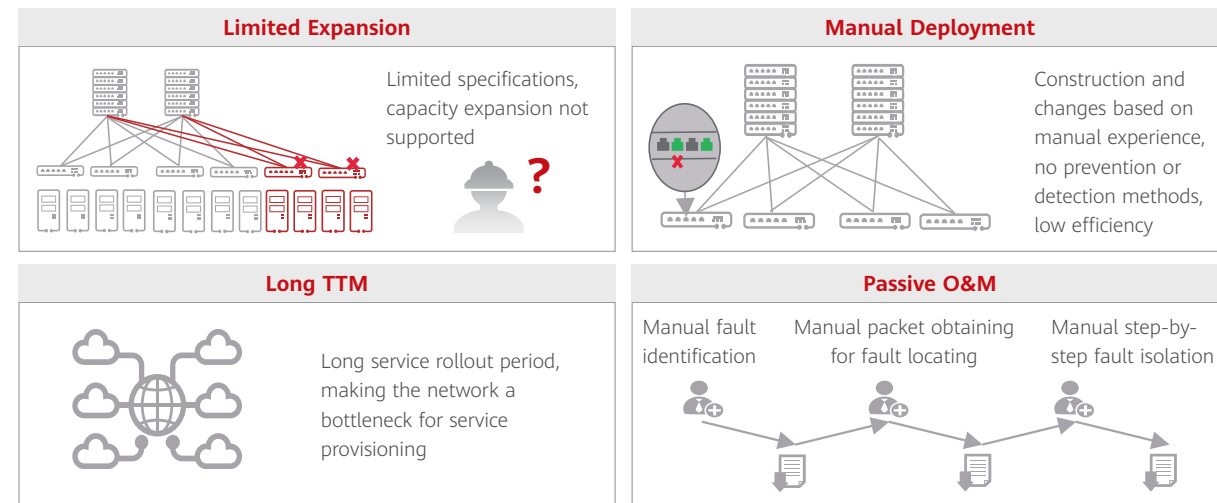 Limited Expansion
Limited specifications,
capacity expansion not
supported
?
Manual Deployment
Construction and
changes based on
manual experience,
no prevention or
detection methods,
low efficiency
Long TTM
Long service rollout period,
making the network a
bottleneck for service
provisioning
Passive O&M
Manual fault
identification
Manual packet obtaining
for fault locating
Manual step-by-
step fault isolation